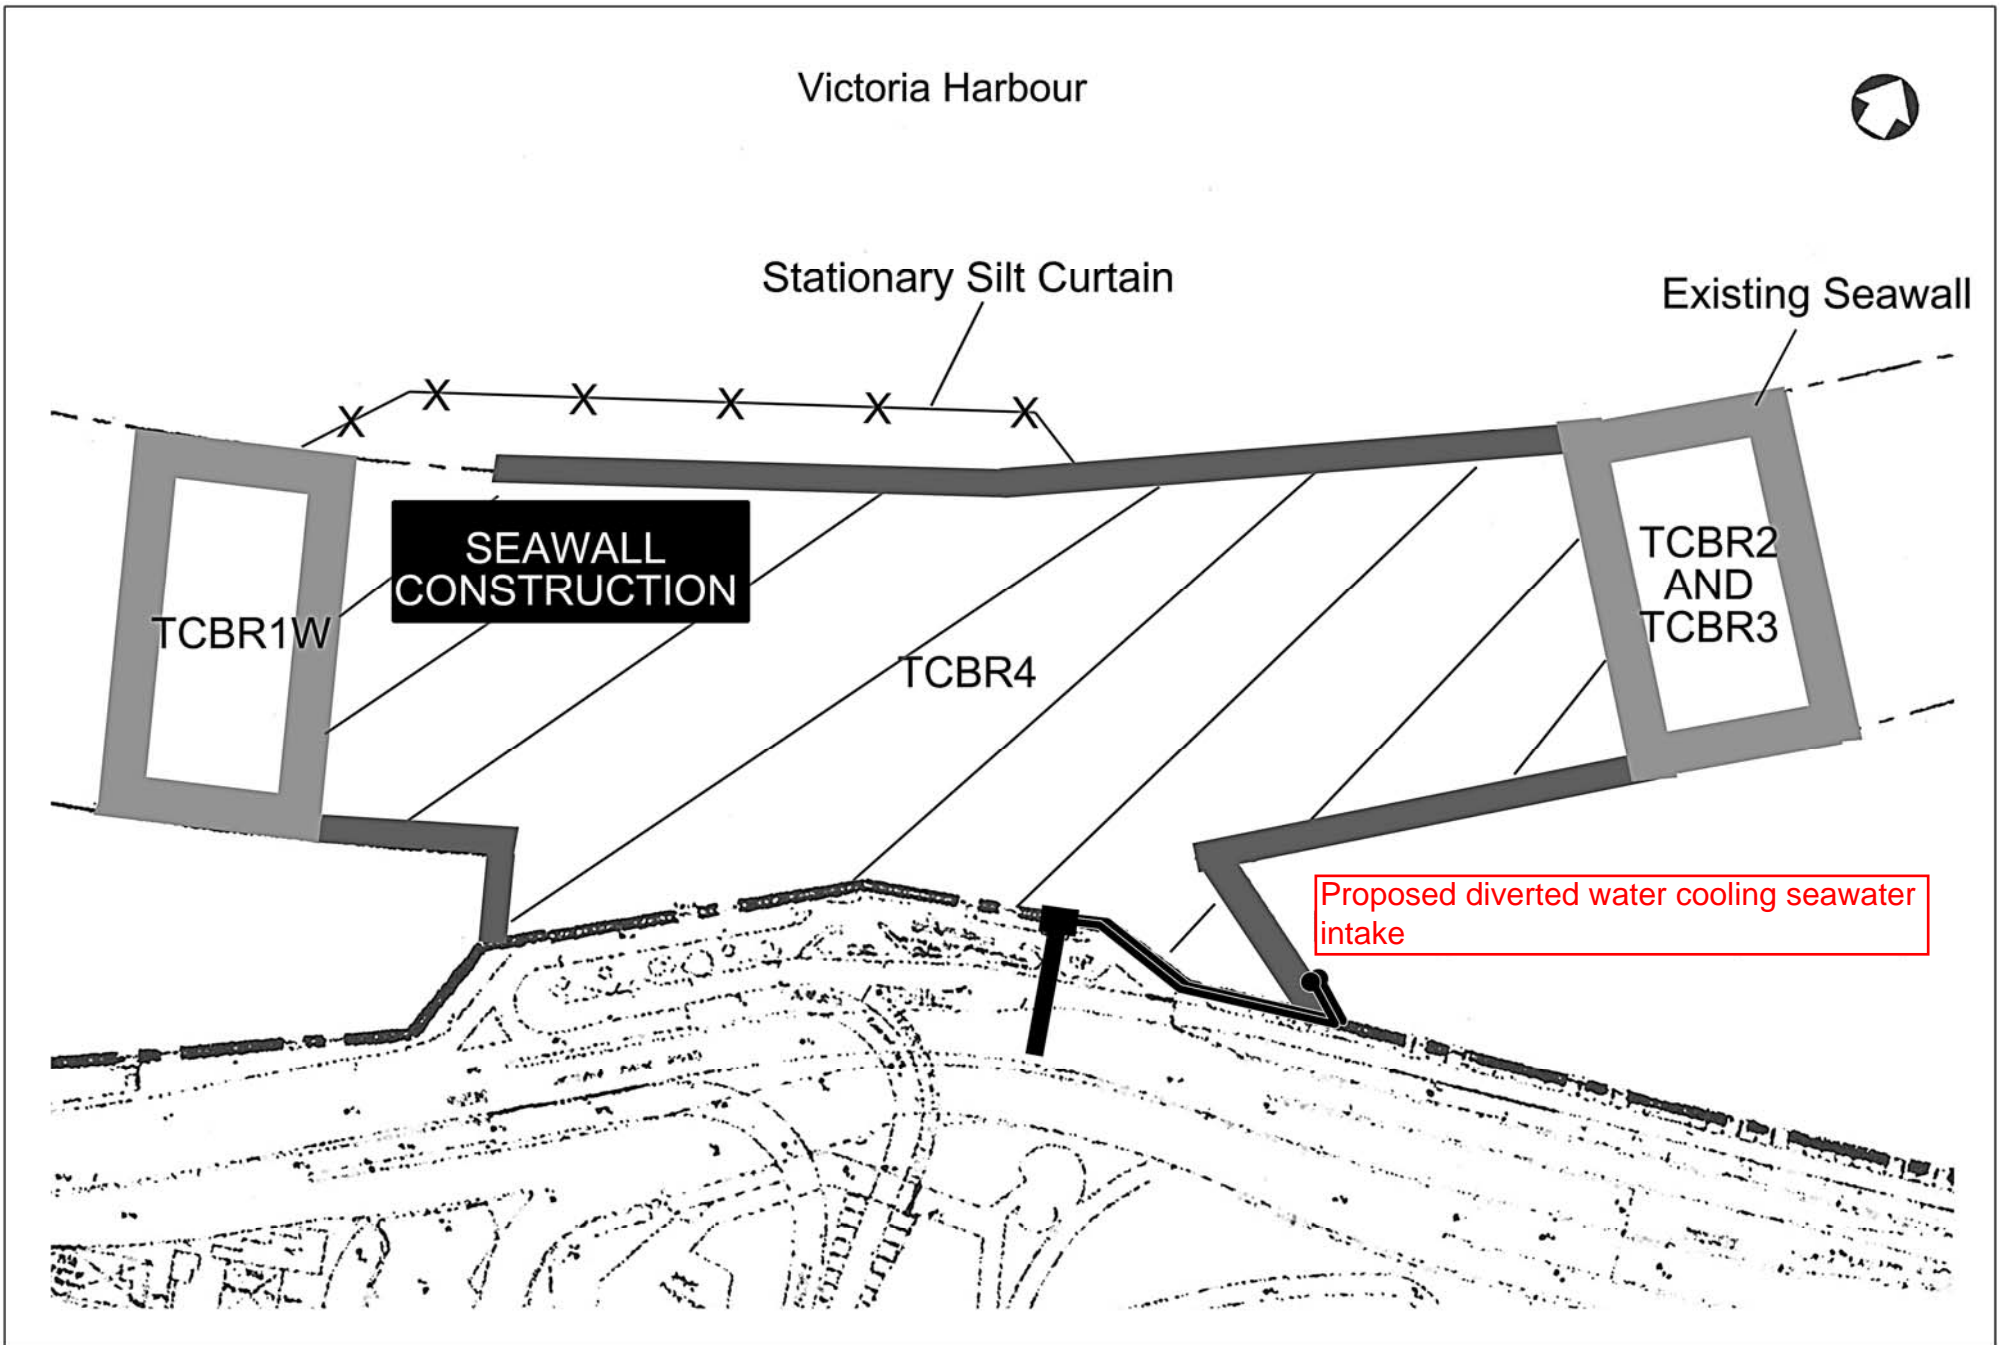 Victoria Harbour
Stationary Silt Curtain
Existing Seawall
X X X X X X
SEAWALL
CONSTRUCTION
TCBR1W
TCBR4
TCBR2
AND
TCBR3
Proposed diverted water cooling seawater
intake